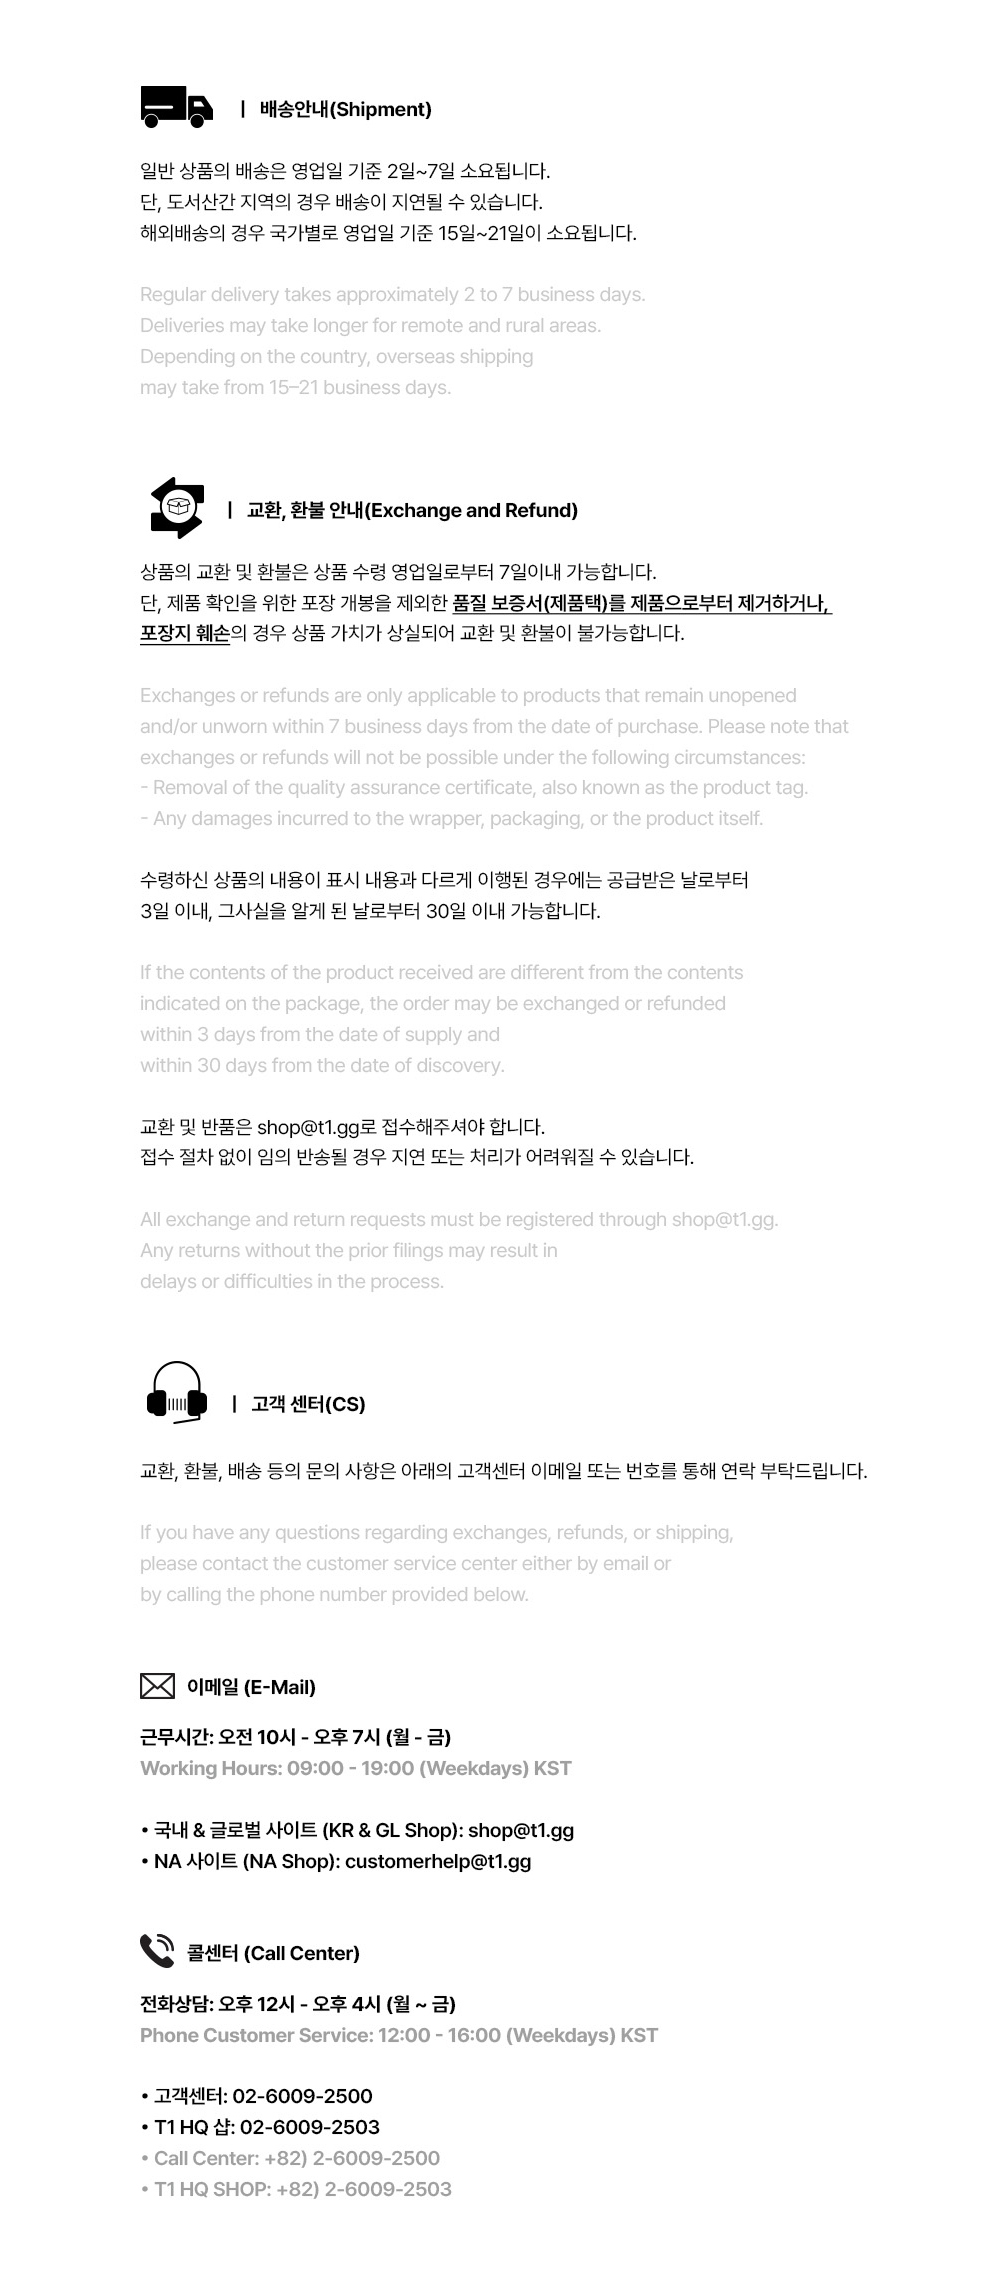 | 배송안내(Shipment)
일반 상품의 배송은 영업일 기준 2일~7일 소요됩니다.
단, 도서산간 지역의 경우 배송이 지연될 수 있습니다.
해외배송의 경우 국가별로 영업일 기준 15일~21일이 소요됩니다.
Regular delivery takes approximately 2 to 7 business days.
Deliveries may take longer for remote and rural areas.
Depending on the country, overseas shipping
may take from 15–21 business days.
| 교환, 환불 안내(Exchange and Refund)
상품의 교환 및 환불은 상품 수령 영업일로부터 7일이내 가능합니다.
단, 제품 확인을 위한 포장 개봉을 제외한 품질 보증서(제품택)를 제품으로부터 제거하거나,
포장지 훼손의 경우 상품 가치가 상실되어 교환 및 환불이 불가능합니다.
Exchanges or refunds are only applicable to products that remain unopened
and/or unworn within 7 business days from the date of purchase. Please note that
exchanges or refunds will not be possible under the following circumstances:
- Removal of the quality assurance certificate, also known as the product tag.
- Any damages incurred to the wrapper, packaging, or the product itself.
수령하신 상품의 내용이 표시 내용과 다르게 이행된 경우에는 공급받은 날로부터
3일 이내, 그사실을 알게 된 날로부터 30일 이내 가능합니다.
If the contents of the product received are different from the contents
indicated on the package, the order may be exchanged or refunded
within 3 days from the date of supply and
within 30 days from the date of discovery.
교환 및 반품은 shop@t1.gg로 접수해주셔야 합니다.
접수 절차 없이 임의 반송될 경우 지연 또는 처리가 어려워질 수 있습니다.
All exchange and return requests must be registered through shop@t1.gg.
Any returns without the prior filings may result in
delays or difficulties in the process.
| 고객 센터(CS)
교환, 환불, 배송 등의 문의 사항은 아래의 고객센터 이메일 또는 번호를 통해 연락 부탁드립니다.
If you have any questions regarding exchanges, refunds, or shipping,
please contact the customer service center either by email or
by calling the phone number provided below.
이메일 (E-Mail)
근무시간: 오전 10시 - 오후 7시 (월 - 금)
Working Hours: 09:00 - 19:00 (Weekdays) KST
• 국내 & 글로벌 사이트 (KR & GL Shop): shop@t1.gg
• NA 사이트 (NA Shop): customerhelp@t1.gg
콜센터 (Call Center)
전화상담: 오후 12시 - 오후 4시 (월 ~ 금)
Phone Customer Service: 12:00 - 16:00 (Weekdays) KST
• 고객센터: 02-6009-2500
• T1 HQ 샵: 02-6009-2503
• Call Center: +82) 2-6009-2500
• T1 HQ SHOP: +82) 2-6009-2503